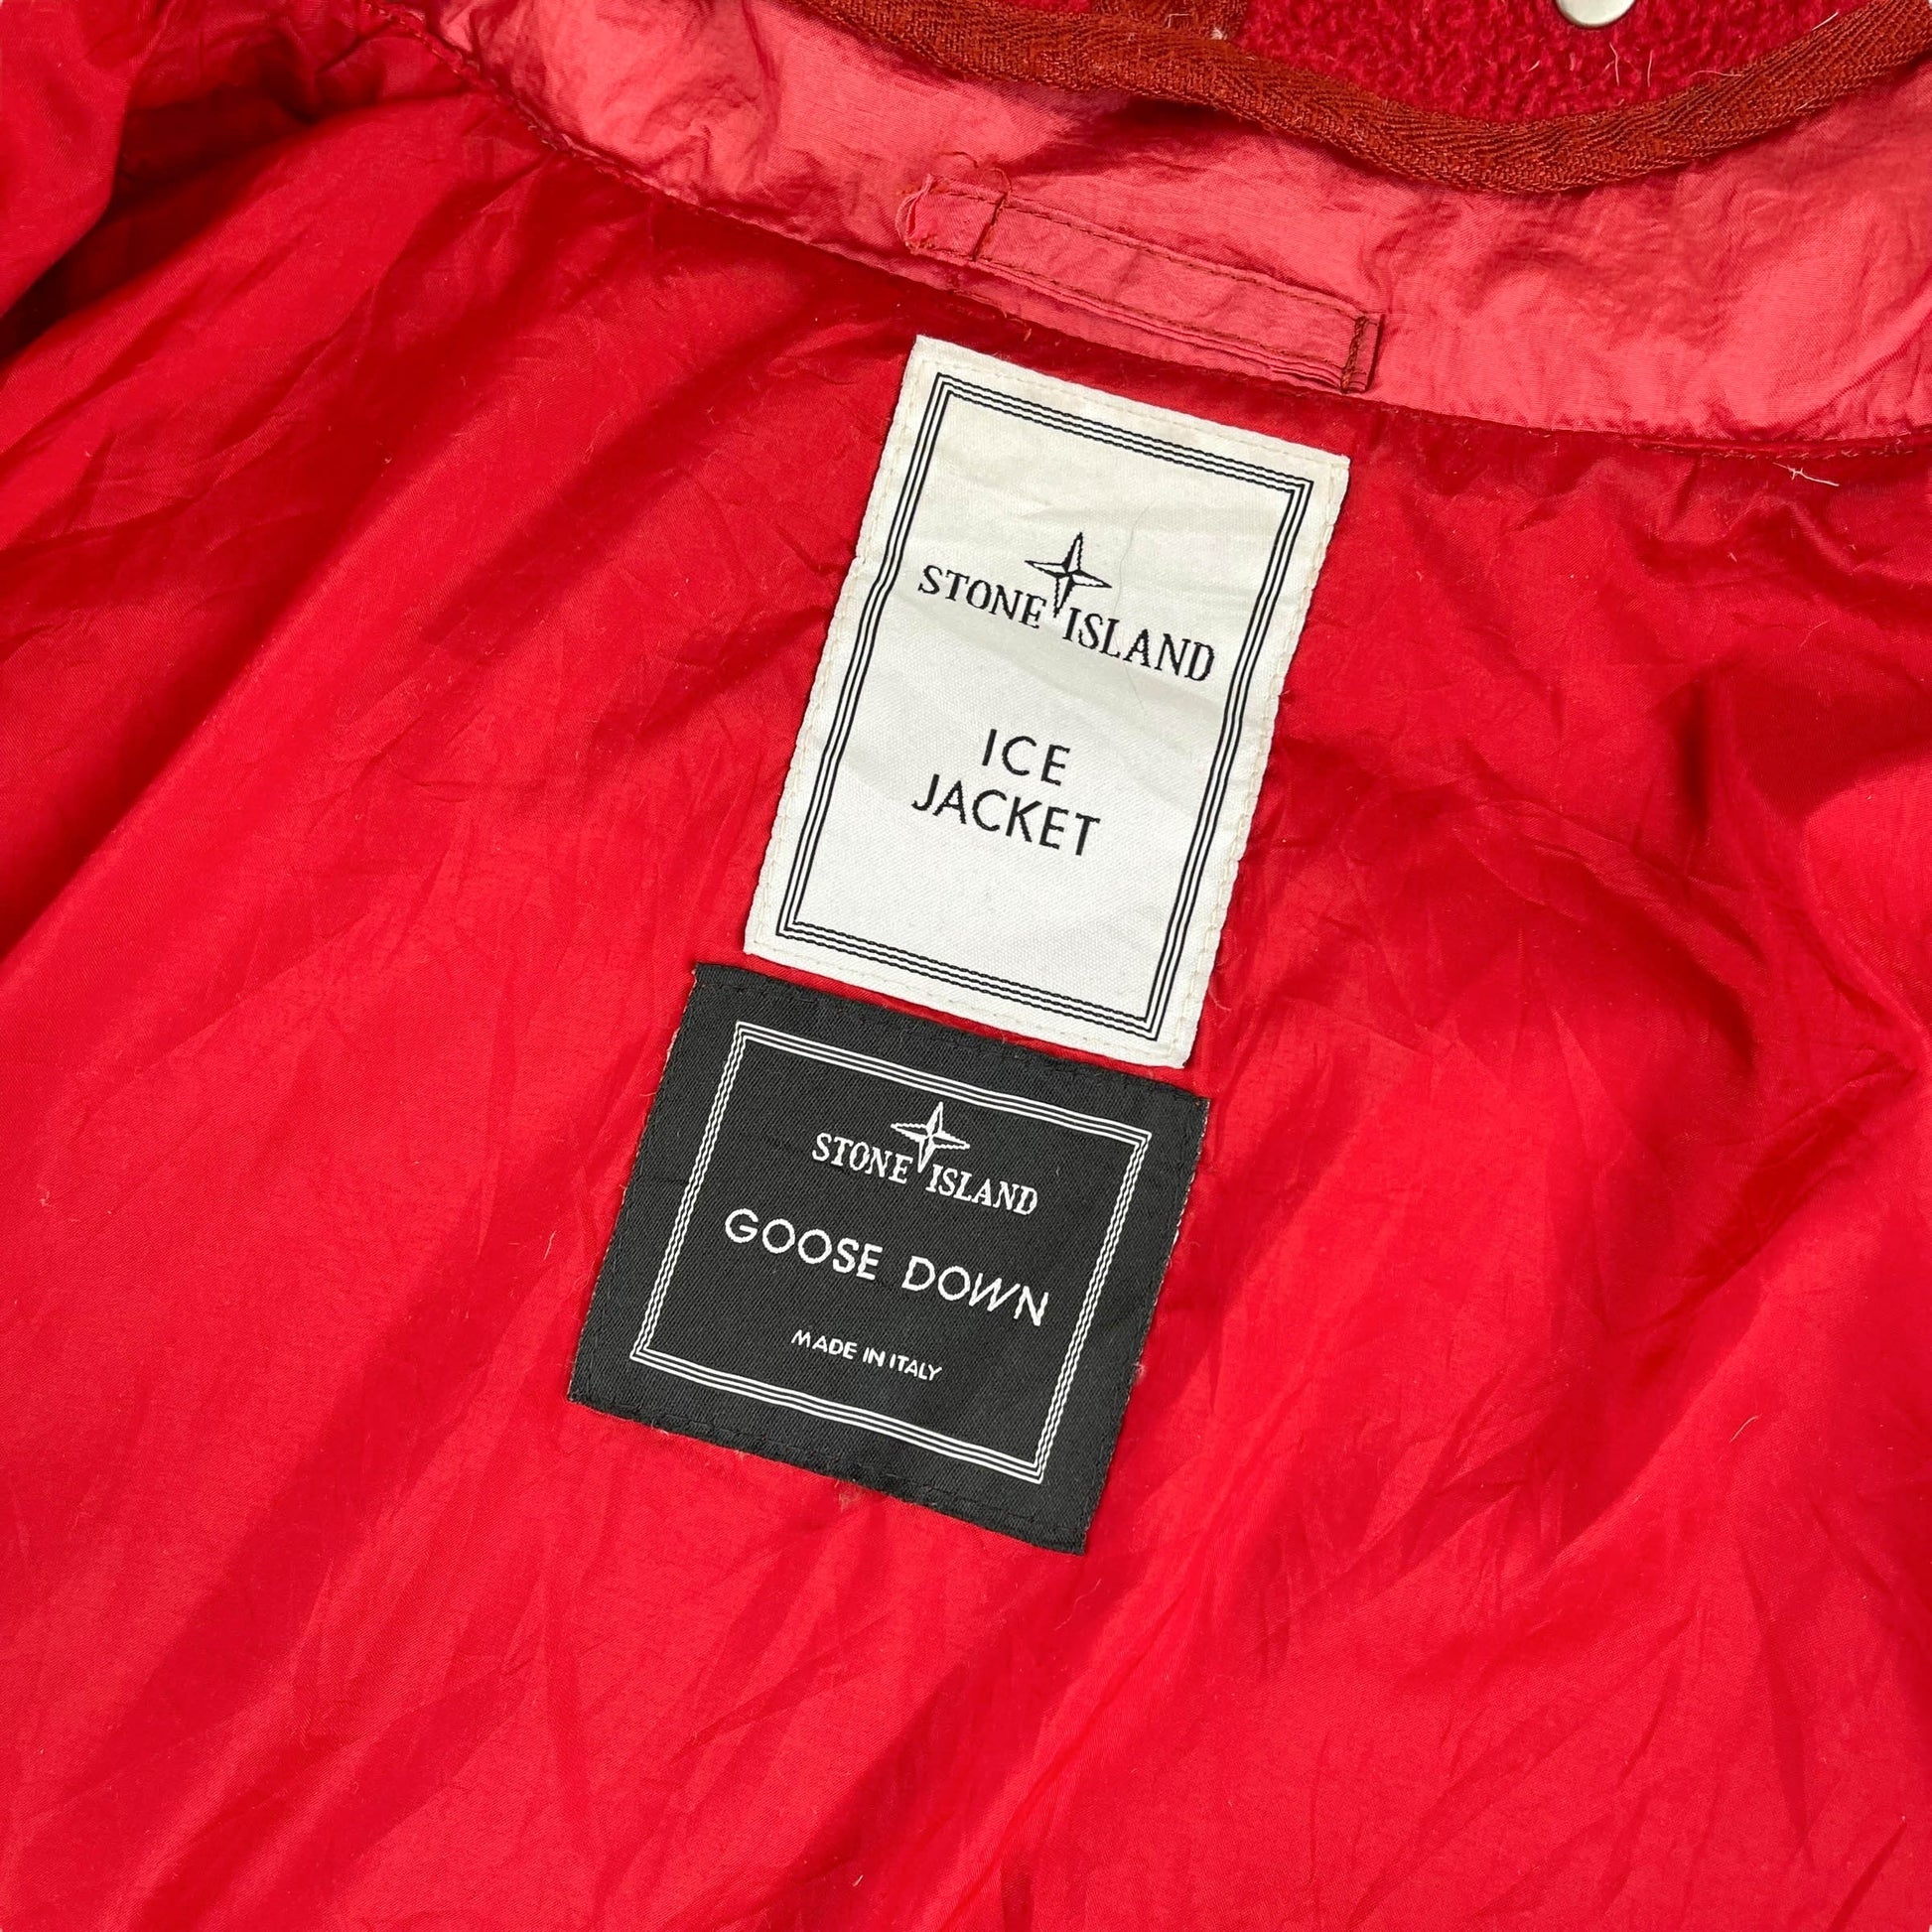 STONE ISLAND
ICE
JACKET
STONE ISLAND
GOOSE DOWN
MADE IN ITALY